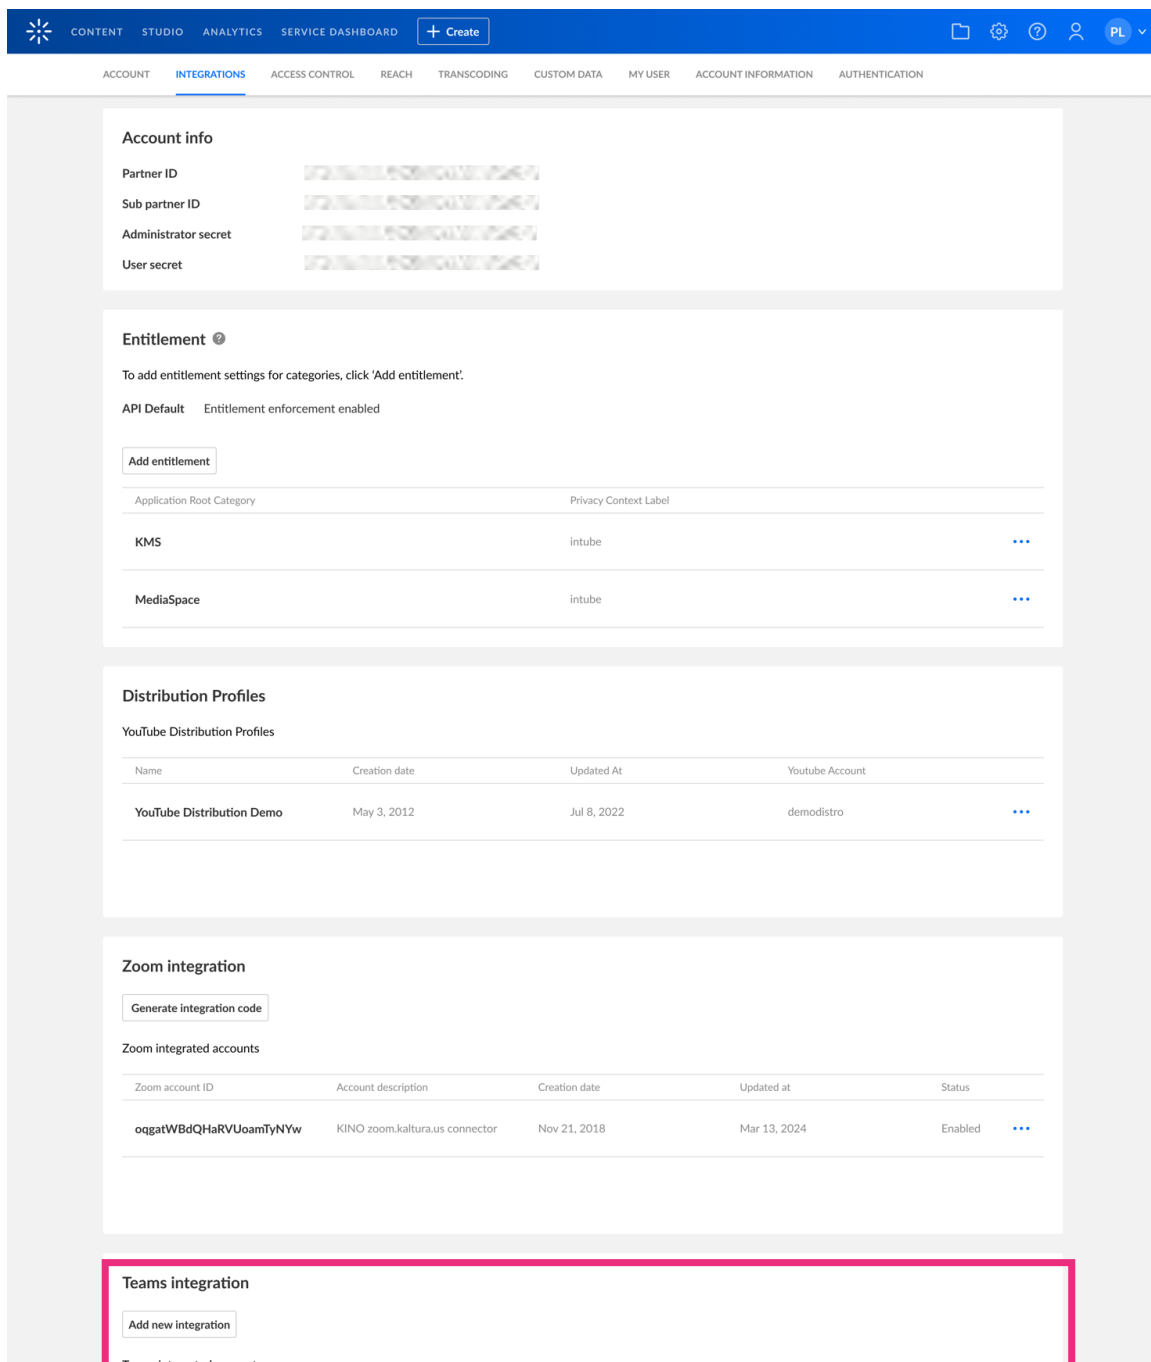 CONTENT STUDIO ANALYTICS SERVICE DASHBOARD + Create PL
ACCOUNT INTEGRATIONS ACCESS CONTROL REACH TRANSCODING CUSTOM DATA MY USER ACCOUNT INFORMATION AUTHENTICATION
Account info
Partner ID
Sub partner ID
Administrator secret
User secret
Entitlement ?
To add entitlement settings for categories, click ‘Add entitlement’.
API Default Entitlement enforcement enabled
Add entitlement
Application Root Category Privacy Context Label
KMS intube
MediaSpace intube
Distribution Profiles
YouTube Distribution Profiles
Name Creation date Updated At Youtube Account
YouTube Distribution Demo May 3, 2012 Jul 8, 2022 demodistro
Zoom integration
Generate integration code
Zoom integrated accounts
Zoom account ID Account description Creation date Updated at Status
oqgatWBdQHaRVUoamTyNYw KINO zoom.kaltura.us connector Nov 21, 2018 Mar 13, 2024 Enabled
Teams integration
Add new integration